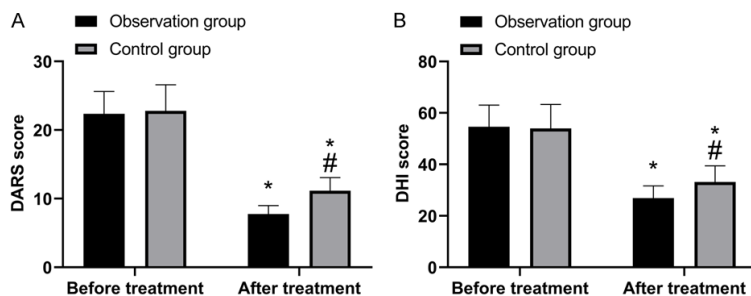 A
Observation group
Control group
DARS score
30
20
10
0
*
*
#
Before treatment
After treatment
B
Observation group
Control group
DHI score
80
60
40
20
0
*
*
#
Before treatment
After treatment